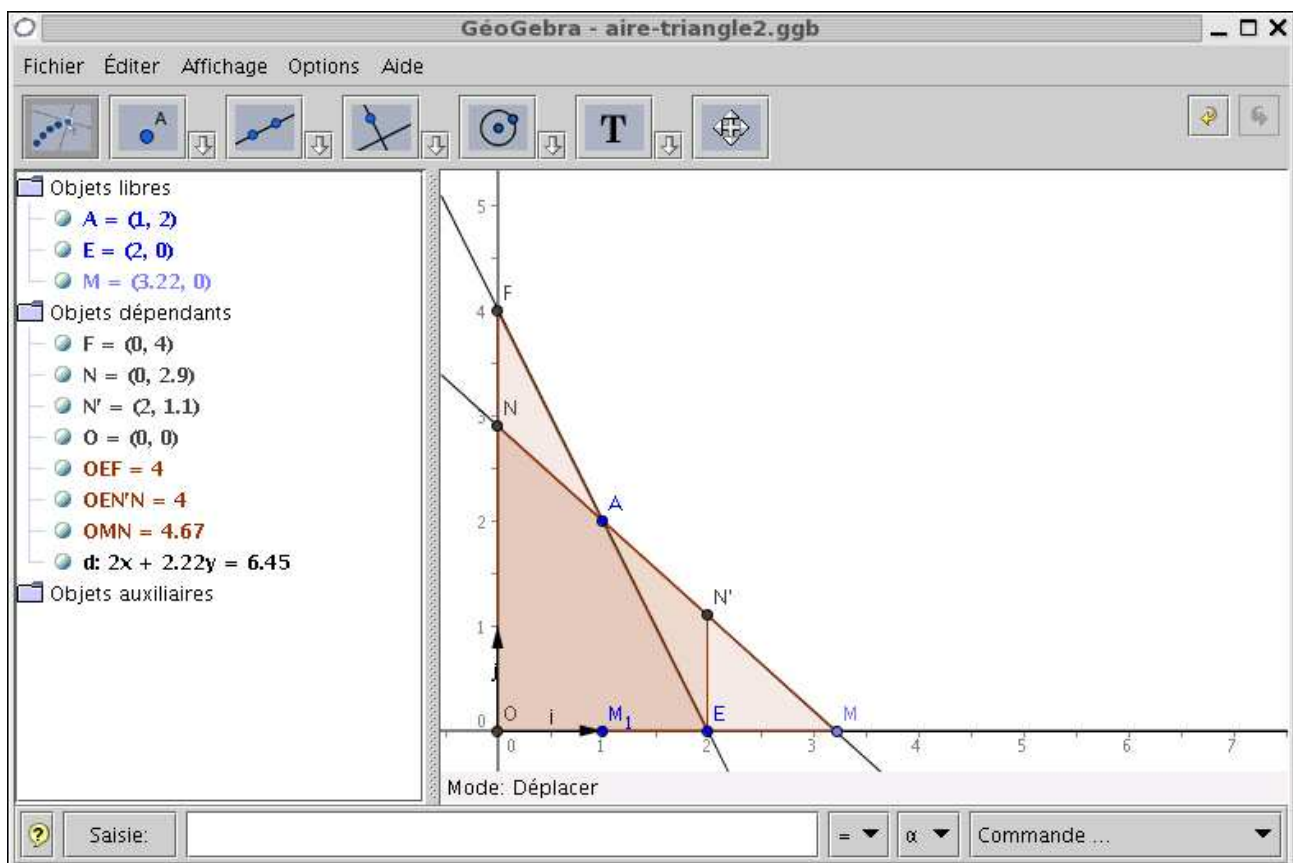 GéoGebra - aire-triangle2.ggb
Fichier Éditer Affichage Options Aide
A
T
Objets libres
A = (1, 2)
E = (2, 0)
M = (3.22, 0)
Objets dépendants
F = (0, 4)
N = (0, 2.9)
N' = (2, 1.1)
O = (0, 0)
OEF = 4
OEN'N = 4
OMN = 4.67
d: 2x + 2.22y = 6.45
Objets auxiliaires
5
F
4
N
3
A
2
N'
1
j
O i M1 E M
0
0 1 2 3 4 5 6 7
Mode: Déplacer
? Saisie: = α Commande ...